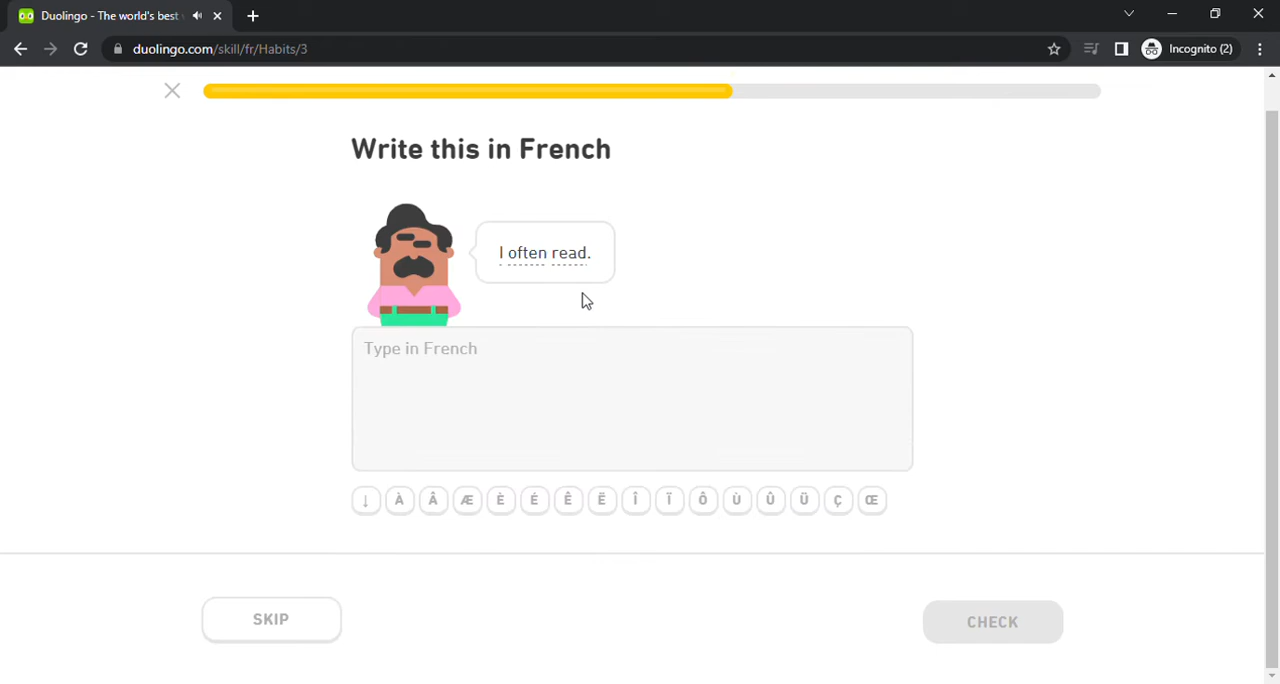 Duolingo - The world's best
duolingo.com/skill/fr/Habits/3
Incognito (2)
Write this in French
I often read.
Type in French
↓ À Â Æ È É Ê Ë Î Ï Ô Ù Û Ü Ç Œ
SKIP
CHECK